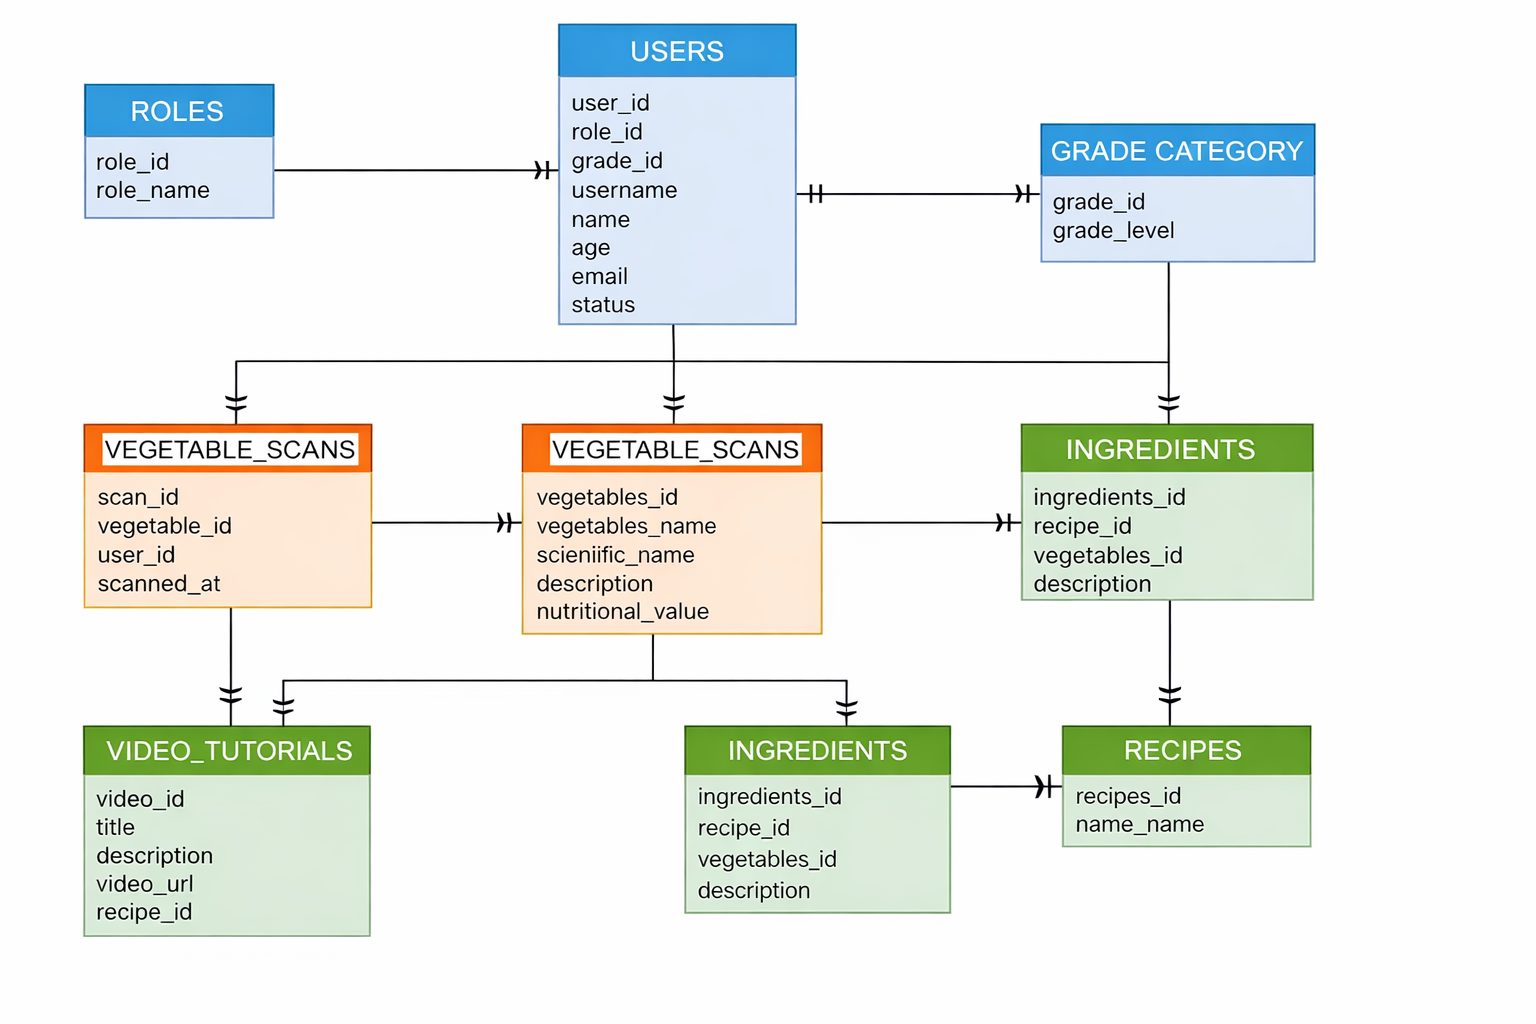 USERS
user_id
role_id
grade_id
username
name
age
email
status
ROLES
role_id
role_name
GRADE CATEGORY
grade_id
grade_level
VEGETABLE_SCANS
scan_id
vegetable_id
user_id
scanned_at
VEGETABLE_SCANS
vegetables_id
vegetables_name
scieniific_name
description
nutritional_value
INGREDIENTS
ingredients_id
recipe_id
vegetables_id
description
VIDEO_TUTORIALS
video_id
title
description
video_url
recipe_id
INGREDIENTS
ingredients_id
recipe_id
vegetables_id
description
RECIPES
recipes_id
name_name